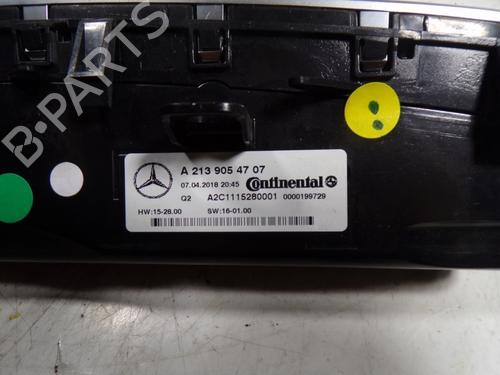 B-PARTS
A 213 905 47 07
07.04.2018 20:45 Continental
Q2 A2C1115280001 0000199729
HW:15-28.00 SW:16-01.00